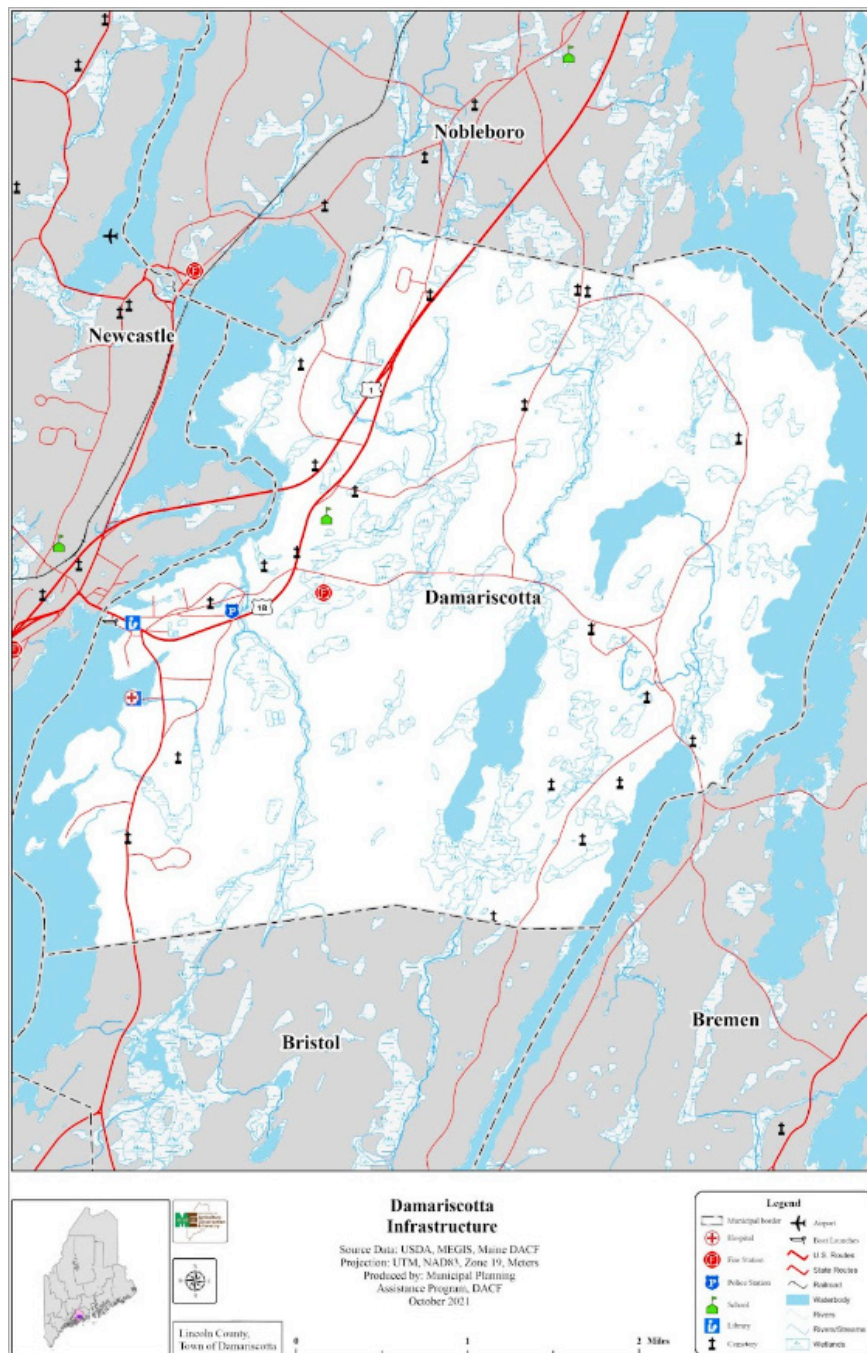 Nobleboro
Newcastle
1
Damariscotta
1B
Bristol
Bremen
Damariscotta
Infrastructure
Source Data: USDA, MEGIS, Maine DACF
Projection: UTM, NAD83, Zone 19, Meters
Produced by: Municipal Planning
Assistance Program, DACF
October 2021
Lincoln County,
Town of Damariscotta
0 1 2 Miles
Legend
Municipal border
Hospital
Fire Station
Police Station
School
Library
Cemetery
Airport
Boat Launches
U.S. Routes
State Routes
Railroad
Waterbody
Rivers
Rivers/Streams
Wetlands